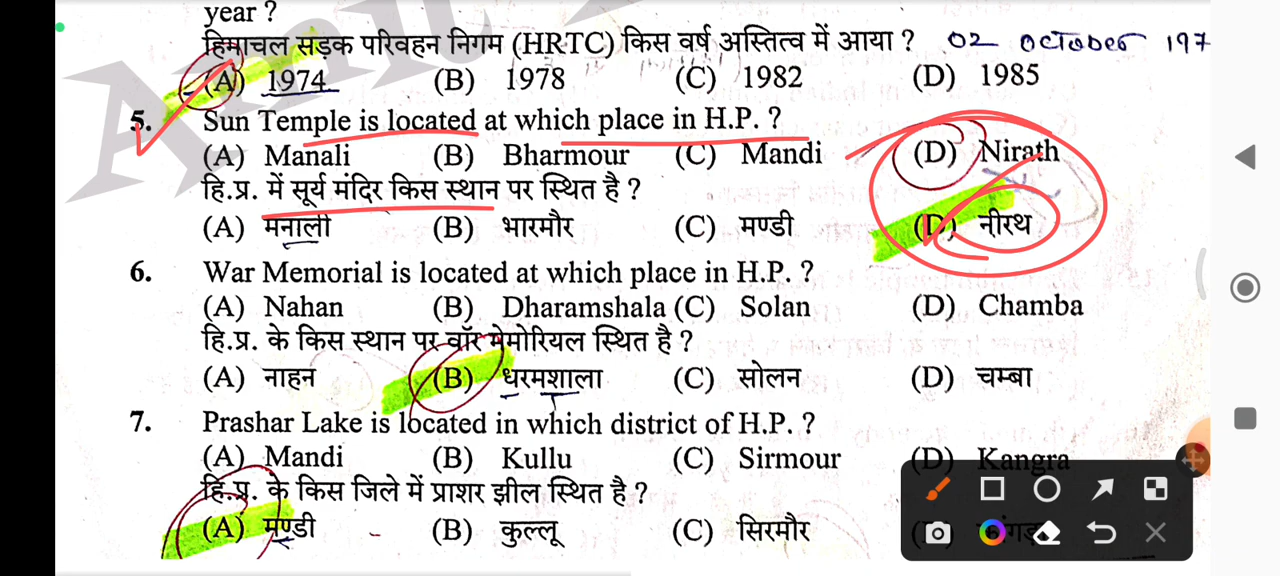 year ?
हिमाचल सड़क परिवहन निगम (HRTC) किस वर्ष अस्तित्व में आया ? 02 October 197
(A) 1974 (B) 1978 (C) 1982 (D) 1985
5. Sun Temple is located at which place in H.P. ?
(A) Manali (B) Bharmour (C) Mandi (D) Nirath
हि.प्र. में सूर्य मंदिर किस स्थान पर स्थित है ?
(A) मनाली (B) भारमौर (C) मण्डी (D) नीरथ
6. War Memorial is located at which place in H.P. ?
(A) Nahan (B) Dharamshala (C) Solan (D) Chamba
हि.प्र. के किस स्थान पर वॉर मेमोरियल स्थित है ?
(A) नाहन (B) धरमशाला (C) सोलन (D) चम्बा
7. Prashar Lake is located in which district of H.P. ?
(A) Mandi (B) Kullu (C) Sirmour (D) Kangra
हि.प्र. के किस जिले में प्राशर झील स्थित है ?
(A) मण्डी (B) कुल्लू (C) सिरमौर